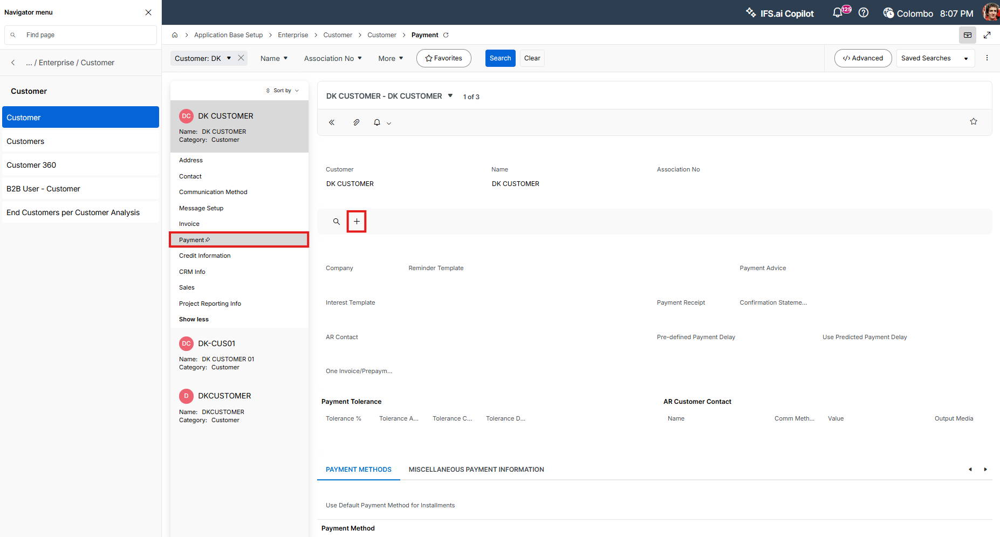 Navigator menu
Find page
... / Enterprise / Customer
Customer
Customer
Customers
Customer 360
B2B User - Customer
End Customers per Customer Analysis
IFS.ai Copilot
125
Colombo 8:07 PM
Application Base Setup > Enterprise > Customer > Customer > Payment
Customer: DK
Name
Association No
More
Favorites
Search
Clear
</> Advanced
Saved Searches
Sort by
DC DK CUSTOMER
Name: DK CUSTOMER
Category: Customer
Address
Contact
Communication Method
Message Setup
Invoice
Payment
Credit Information
CRM Info
Sales
Project Reporting Info
Show less
DC DK-CUS01
Name: DK CUSTOMER 01
Category: Customer
D DKCUSTOMER
Name: DKCUSTOMER
Category: Customer
DK CUSTOMER - DK CUSTOMER 1 of 3
Customer Name Association No
DK CUSTOMER DK CUSTOMER
Company Reminder Template Payment Advice
Interest Template Payment Receipt Confirmation Stateme...
AR Contact Pre-defined Payment Delay Use Predicted Payment Delay
One Invoice/Prepaym...
Payment Tolerance AR Customer Contact
Tolerance % Tolerance A... Tolerance C... Tolerance D... Name Comm Meth... Value Output Media
PAYMENT METHODS MISCELLANEOUS PAYMENT INFORMATION
Use Default Payment Method for Installments
Payment Method